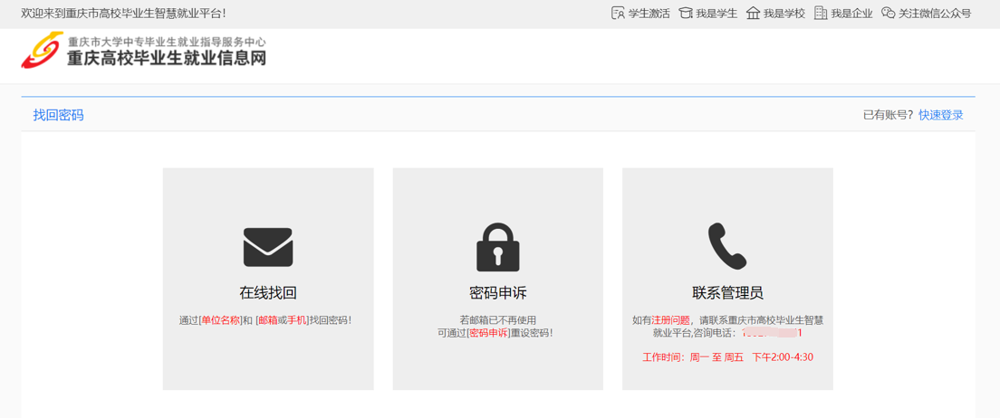 欢迎来到重庆市高校毕业生智慧就业平台！
学生激活 我是学生 我是学校 我是企业 关注微信公众号
重庆市大学中专毕业生就业指导服务中心
重庆高校毕业生就业信息网
找回密码
已有账号？ 快速登录
在线找回
通过[单位名称]和 [邮箱或手机]找回密码！
密码申诉
若邮箱已不再使用
可通过[密码申诉]重设密码！
联系管理员
如有注册问题，请联系重庆市高校毕业生智慧
就业平台,咨询电话：
工作时间：周一 至 周五 下午2:00-4:30